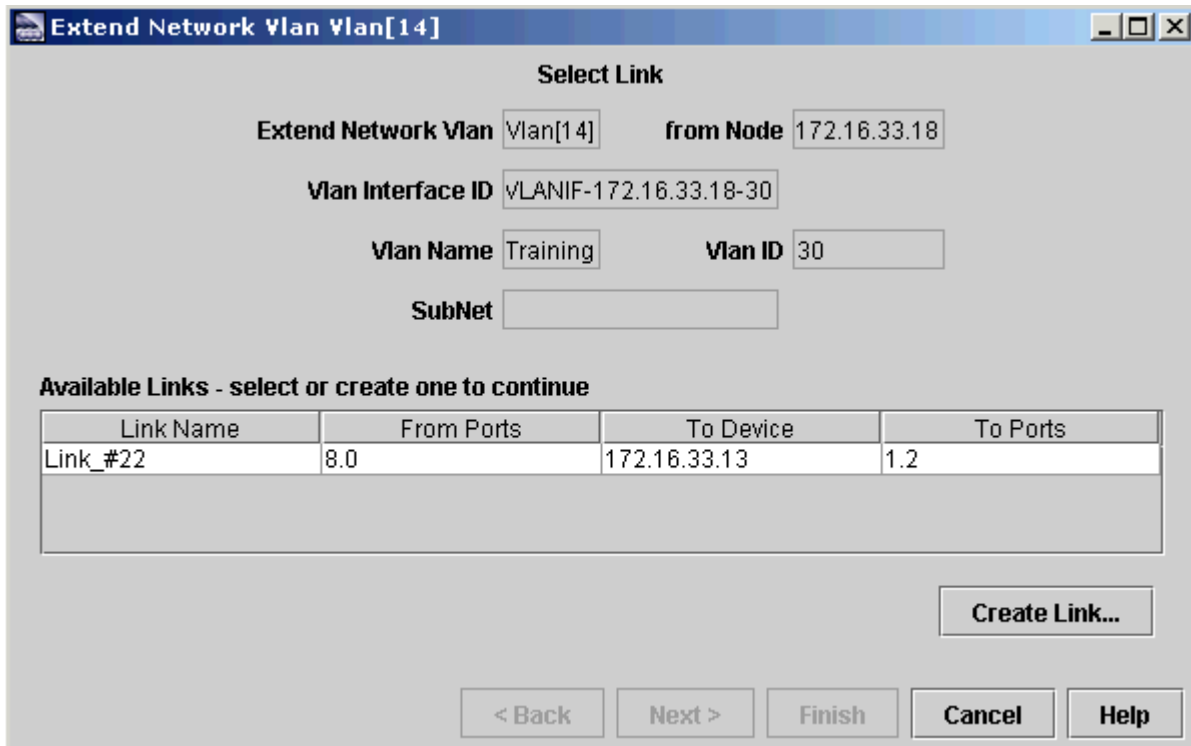 Extend Network Vlan Vlan[14]
Select Link
Extend Network Vlan Vlan[14] from Node 172.16.33.18
Vlan Interface ID VLANIF-172.16.33.18-30
Vlan Name Training Vlan ID 30
SubNet
Available Links - select or create one to continue
Link Name From Ports To Device To Ports
Link_#22 8.0 172.16.33.13 1.2
Create Link...
< Back Next > Finish Cancel Help